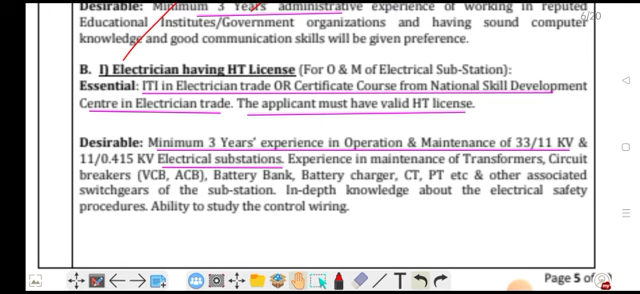 Desirable: Minimum 3 Years administrative experience of working in reputed
6/20
Educational Institutes/Government organizations and having sound computer
knowledge and good communication skills will be given preference.
B. I) Electrician having HT License (For O & M of Electrical Sub-Station):
Essential: ITI in Electrician trade OR Certificate Course from National Skill Development
Centre in Electrician trade. The applicant must have valid HT license.
Desirable: Minimum 3 Years' experience in Operation & Maintenance of 33/11 KV &
11/0.415 KV Electrical substations. Experience in maintenance of Transformers, Circuit
breakers (VCB, ACB), Battery Bank, Battery charger, CT, PT etc & other associated
switchgears of the sub-station. In-depth knowledge about the electrical safety
procedures. Ability to study the control wiring.
Page 5 of